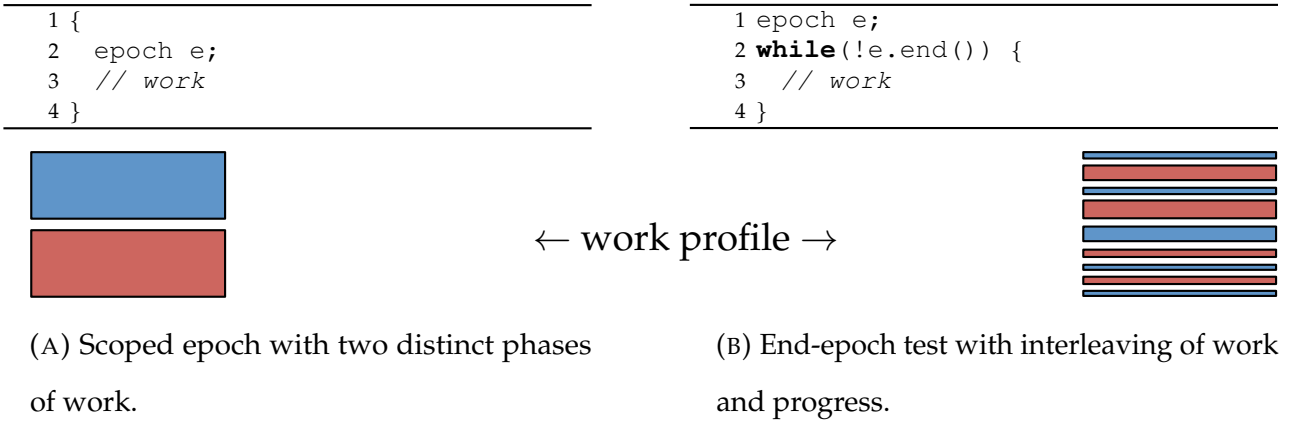 1 {
2   epoch e;
3   // work
4 }
1 epoch e;
2 while(!e.end()) {
3   // work
4 }
← work profile →
(A) Scoped epoch with two distinct phases
of work.
(B) End-epoch test with interleaving of work
and progress.